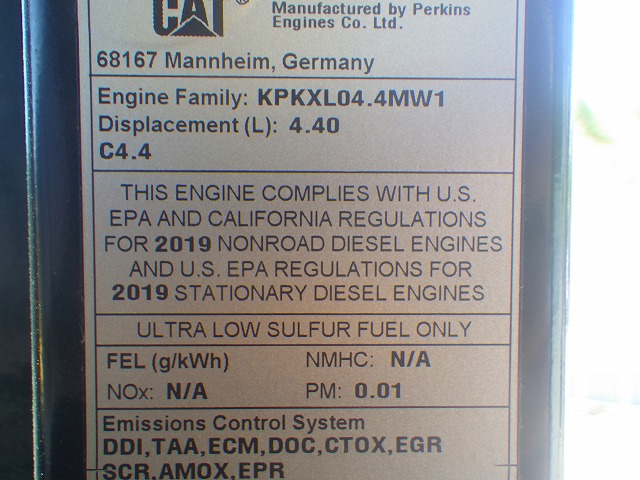 CAT ®
Manufactured by Perkins
Engines Co. Ltd.
68167 Mannheim, Germany
Engine Family: KPKXL04.4MW1
Displacement (L): 4.40
C4.4
THIS ENGINE COMPLIES WITH U.S.
EPA AND CALIFORNIA REGULATIONS
FOR 2019 NONROAD DIESEL ENGINES
AND U.S. EPA REGULATIONS FOR
2019 STATIONARY DIESEL ENGINES
ULTRA LOW SULFUR FUEL ONLY
FEL (g/kWh) NMHC: N/A
NOx: N/A PM: 0.01
Emissions Control System
DDI,TAA,ECM,DOC,CTOX,EGR
SCR,AMOX,EPR